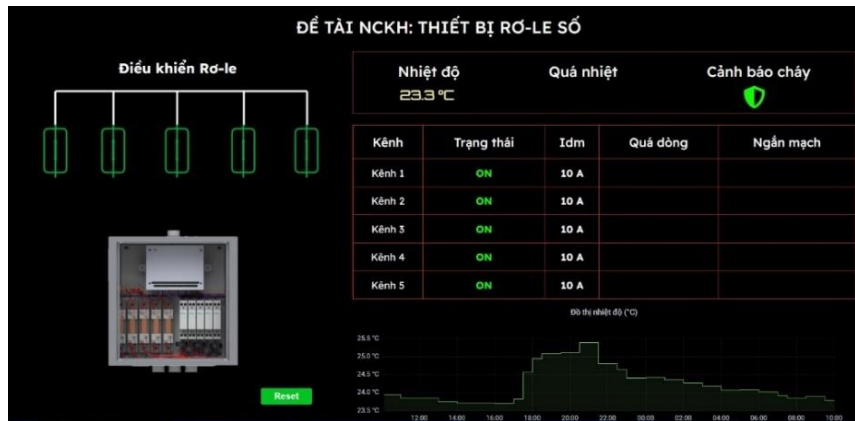 ĐỀ TÀI NCKH: THIẾT BỊ RƠ-LE SỐ
Điều khiển Rơ-le
Nhiệt độ Quá nhiệt Cảnh báo cháy
23.3 °C
Kênh Trạng thái Idm Quá dòng Ngắn mạch
Kênh 1 ON 10 A
Kênh 2 ON 10 A
Kênh 3 ON 10 A
Kênh 4 ON 10 A
Kênh 5 ON 10 A
Đồ thị nhiệt độ (°C)
25.5 °C
25.0 °C
24.5 °C
24.0 °C
23.5 °C
12:00 14:00 16:00 18:00 20:00 22:00 00:00 02:00 04:00 06:00 08:00 10:00
Reset